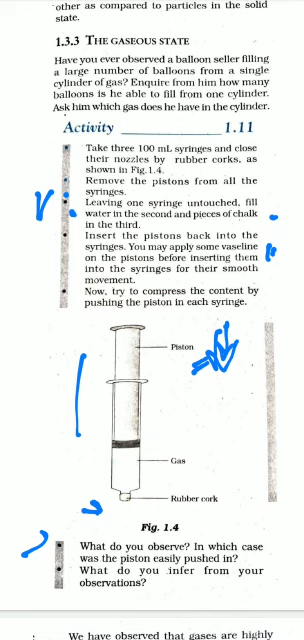 other as compared to particles in the solid
state.
1.3.3 THE GASEOUS STATE
Have you ever observed a balloon seller filling
a large number of balloons from a single
cylinder of gas? Enquire from him how many
balloons is he able to fill from one cylinder.
Ask him which gas does he have in the cylinder.
Activity 1.11
• Take three 100 mL syringes and close
their nozzles by rubber corks, as
shown in Fig.1.4.
• Remove the pistons from all the
syringes.
• Leaving one syringe untouched, fill
water in the second and pieces of chalk
in the third.
• Insert the pistons back into the
syringes. You may apply some vaseline
on the pistons before inserting them
into the syringes for their smooth
movement.
• Now, try to compress the content by
pushing the piston in each syringe.
Piston
Gas
Rubber cork
Fig. 1.4
• What do you observe? In which case
was the piston easily pushed in?
• What do you infer from your
observations?
We have observed that gases are highly